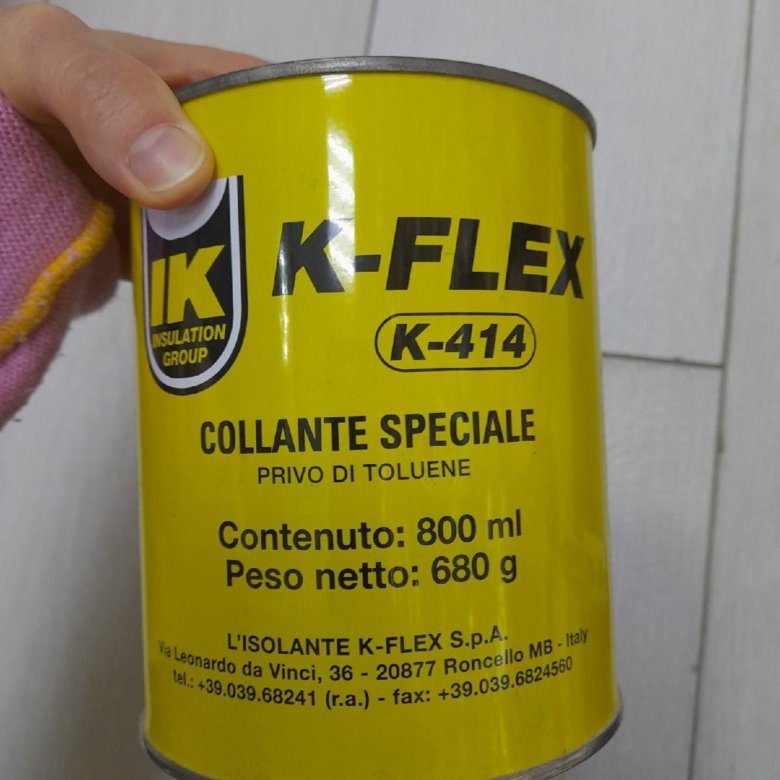 IK
INSULATION
GROUP
K-FLEX
K-414
COLLANTE SPECIALE
PRIVO DI TOLUENE
Contenuto: 800 ml
Peso netto: 680 g
L'ISOLANTE K-FLEX S.p.A.
Via Leonardo da Vinci, 36 - 20877 Roncello MB - Italy
tel.: +39.039.68241 (r.a.) - fax: +39.039.6824560